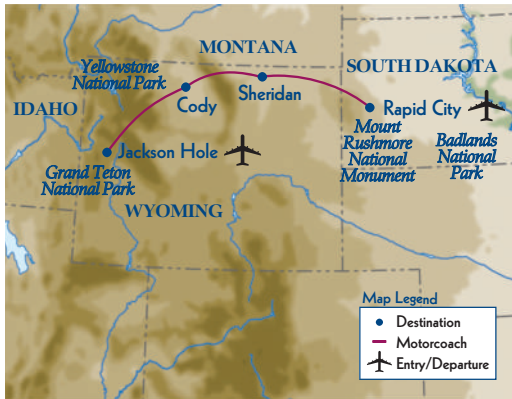 MONTANA
Yellowstone
National Park
SOUTH DAKOTA
Sheridan
Cody
IDAHO
Rapid City
Mount
Rushmore
National
Monument
Badlands
National
Park
Jackson Hole
Grand Teton
National Park
WYOMING
Map Legend
Destination
Motorcoach
Entry/Departure